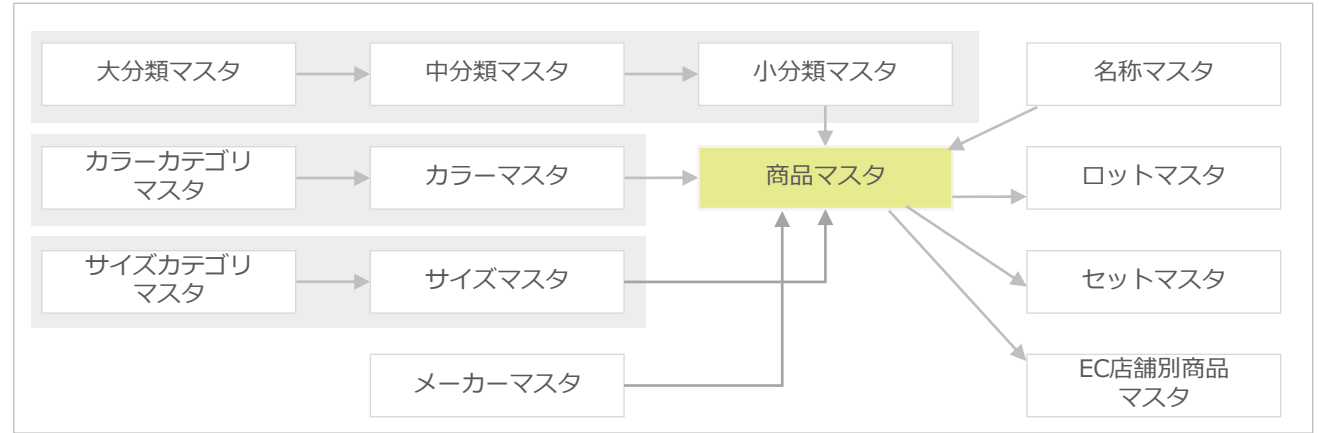 大分類マスタ
中分類マスタ
小分類マスタ
名称マスタ
カラーカテゴリ
マスタ
カラーマスタ
商品マスタ
ロットマスタ
サイズカテゴリ
マスタ
サイズマスタ
セットマスタ
メーカーマスタ
EC店舗別商品
マスタ